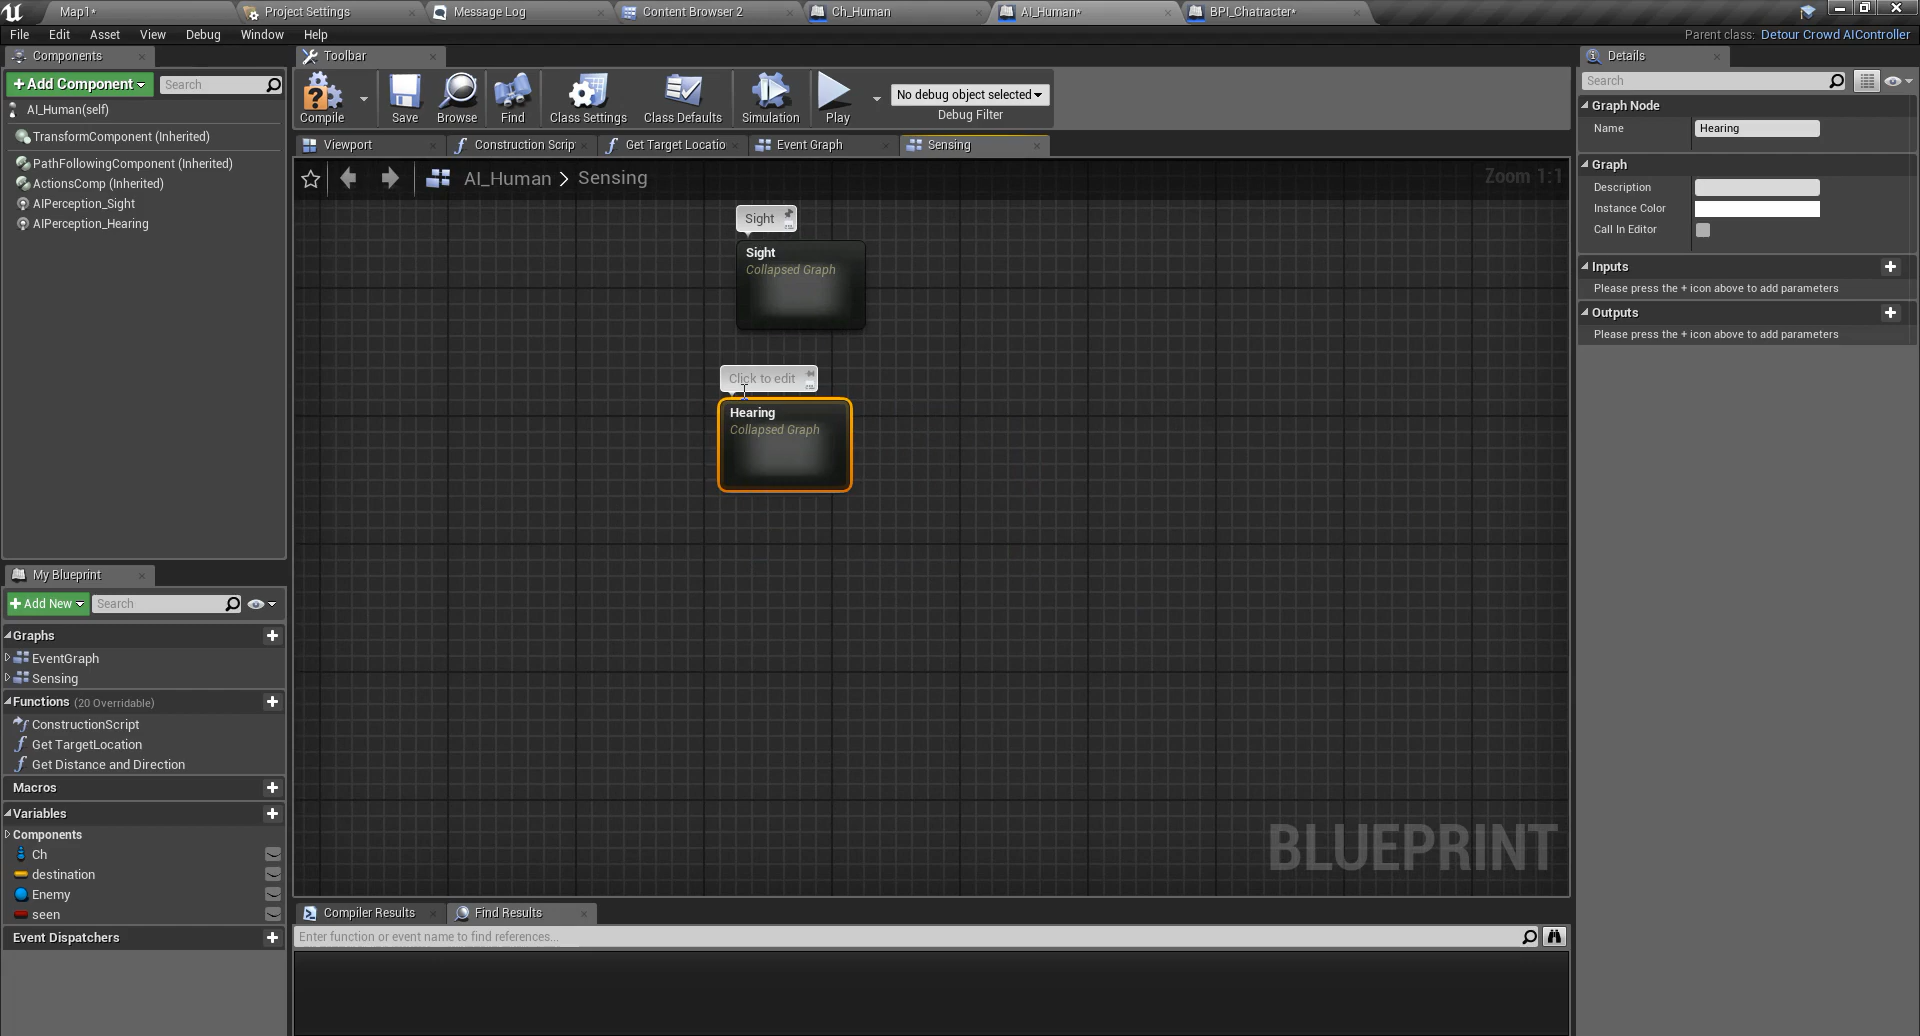 Map1*
Project Settings
Message Log
Content Browser 2
Ch_Human
AI_Human*
BPI_Chatracter*
File Edit Asset View Debug Window Help
Parent class: Detour Crowd AIController
Components
Toolbar
Details
+ Add Component
Search
Search
AI_Human(self)
TransformComponent (Inherited)
PathFollowingComponent (Inherited)
ActionsComp (Inherited)
AIPerception_Sight
AIPerception_Hearing
Compile
Save
Browse
Find
Class Settings
Class Defaults
Simulation
Play
No debug object selected
Debug Filter
Graph Node
Name Hearing
Graph
Description
Instance Color
Call In Editor
Inputs
Please press the + icon above to add parameters
Outputs
Please press the + icon above to add parameters
Viewport
Construction Scrip
Get Target Locatio
Event Graph
Sensing
AI_Human > Sensing
Zoom 1:1
Sight
Sight
Collapsed Graph
Click to edit
Hearing
Collapsed Graph
BLUEPRINT
My Blueprint
+ Add New
Search
Graphs
EventGraph
Sensing
Functions (20 Overridable)
ConstructionScript
Get TargetLocation
Get Distance and Direction
Macros
Variables
Components
Ch
destination
Enemy
seen
Event Dispatchers
Compiler Results
Find Results
Enter function or event name to find references...